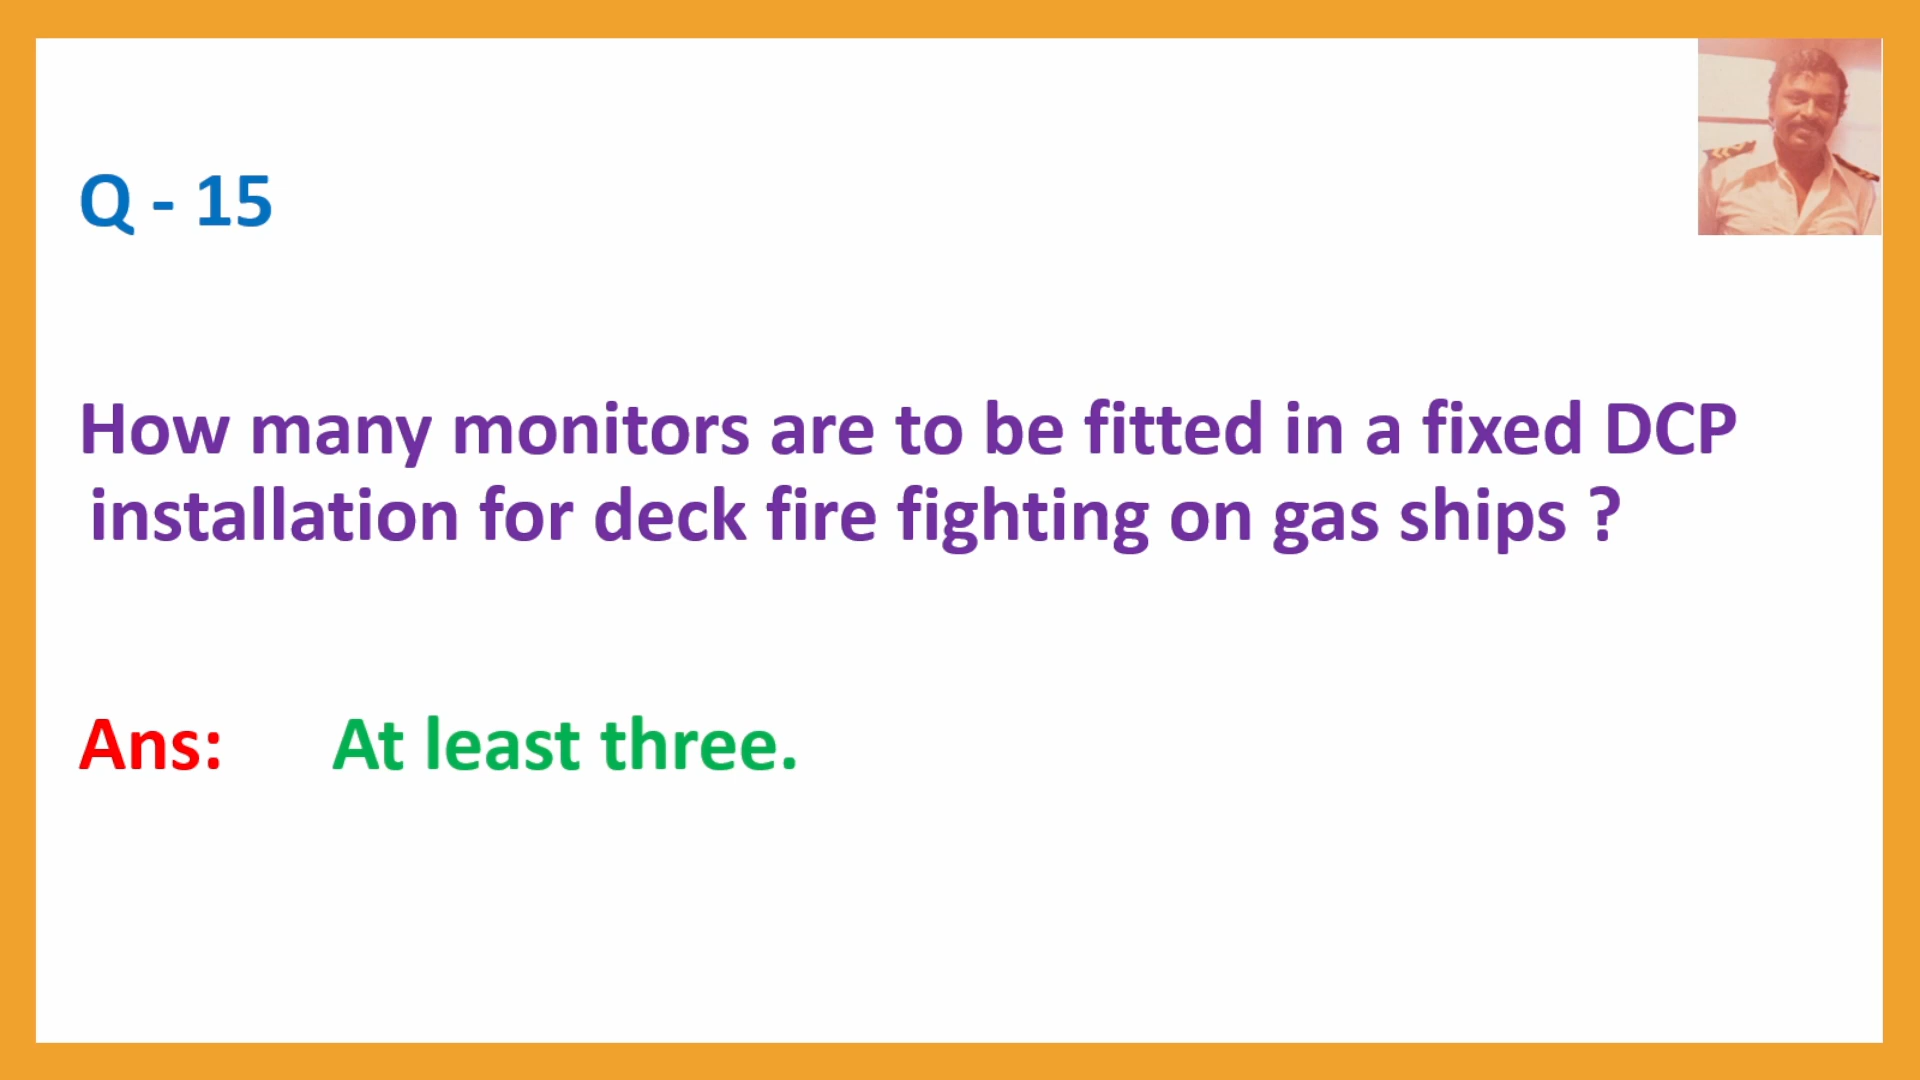 Q - 15
How many monitors are to be fitted in a fixed DCP
installation for deck fire fighting on gas ships ?
Ans: At least three.